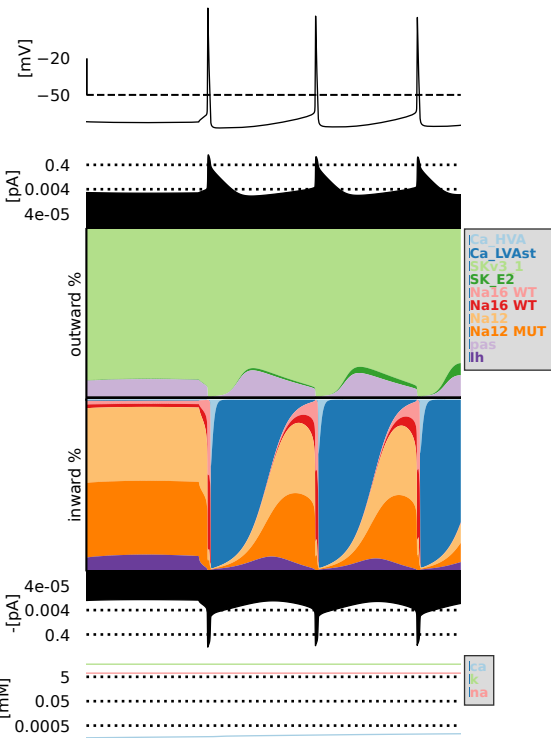 [mV]
−20
−50
[pA]
0.4
0.004
4e-05
outward %
Ca_HVA
Ca_LVAst
SKv3_1
SK_E2
Na16 WT
Na16 WT
Na12
Na12 MUT
pas
Ih
inward %
-[pA]
4e-05
0.004
0.4
[mM]
5
0.05
0.0005
ca
k
na